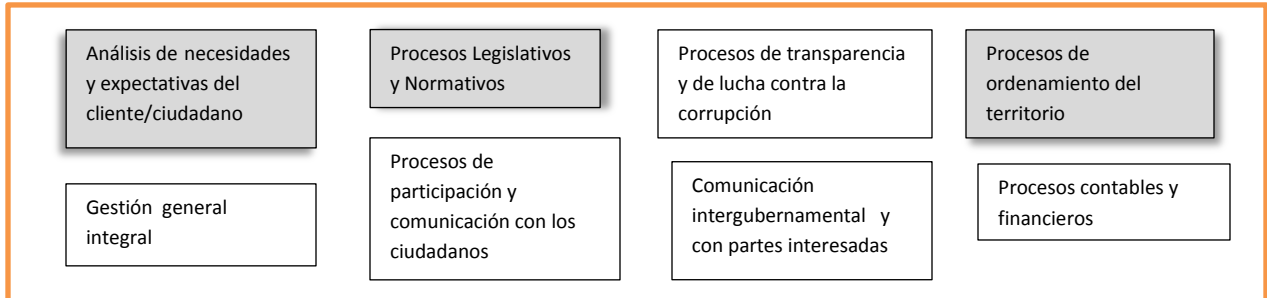 Análisis de necesidades
y expectativas del
cliente/ciudadano
Procesos Legislativos
y Normativos
Procesos de transparencia
y de lucha contra la
corrupción
Procesos de
ordenamiento del
territorio
Gestión general
integral
Procesos de
participación y
comunicación con los
ciudadanos
Comunicación
intergubernamental y
con partes interesadas
Procesos contables y
financieros